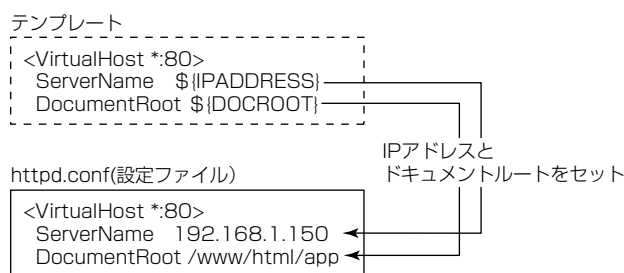 テンプレート
<VirtualHost *:80>
ServerName ${IPADDRESS}
DocumentRoot ${DOCROOT}
IPアドレスと
ドキュメントルートをセット
httpd.conf(設定ファイル）
<VirtualHost *:80>
ServerName 192.168.1.150
DocumentRoot /www/html/app